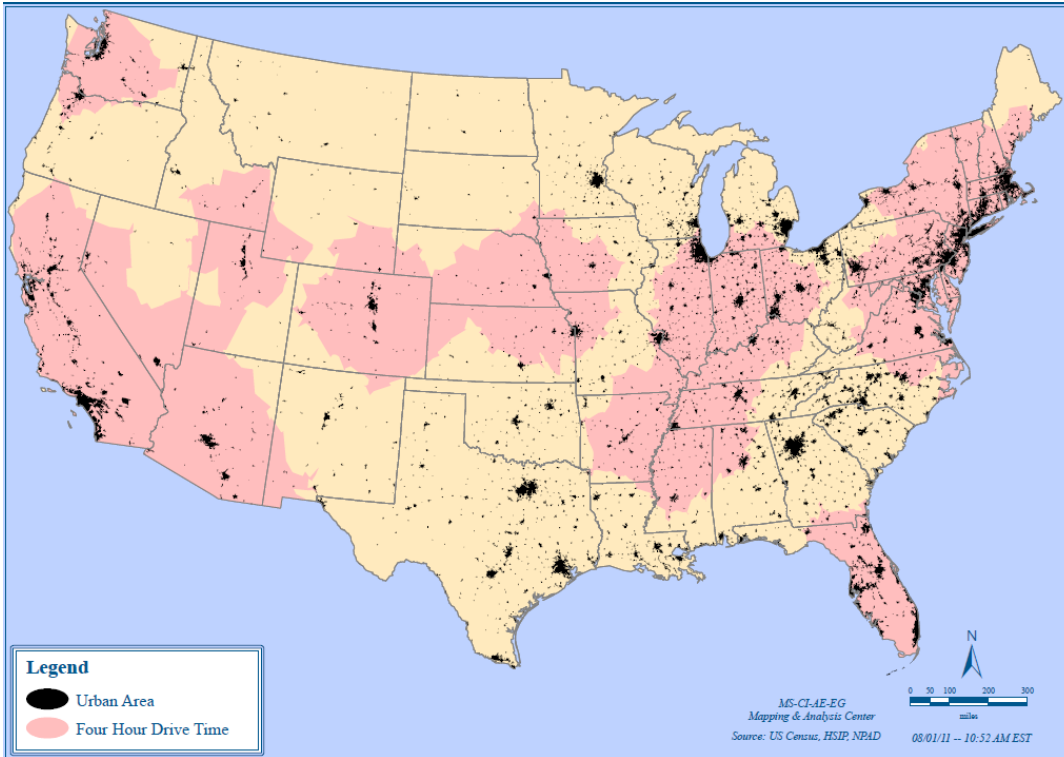 Legend
Urban Area
Four Hour Drive Time
N
0 50 100 200 300
miles
MS-CI-AE-EG
Mapping & Analysis Center
Source: US Census, HSIP, NPAD
08/01/11 -- 10:52 AM EST